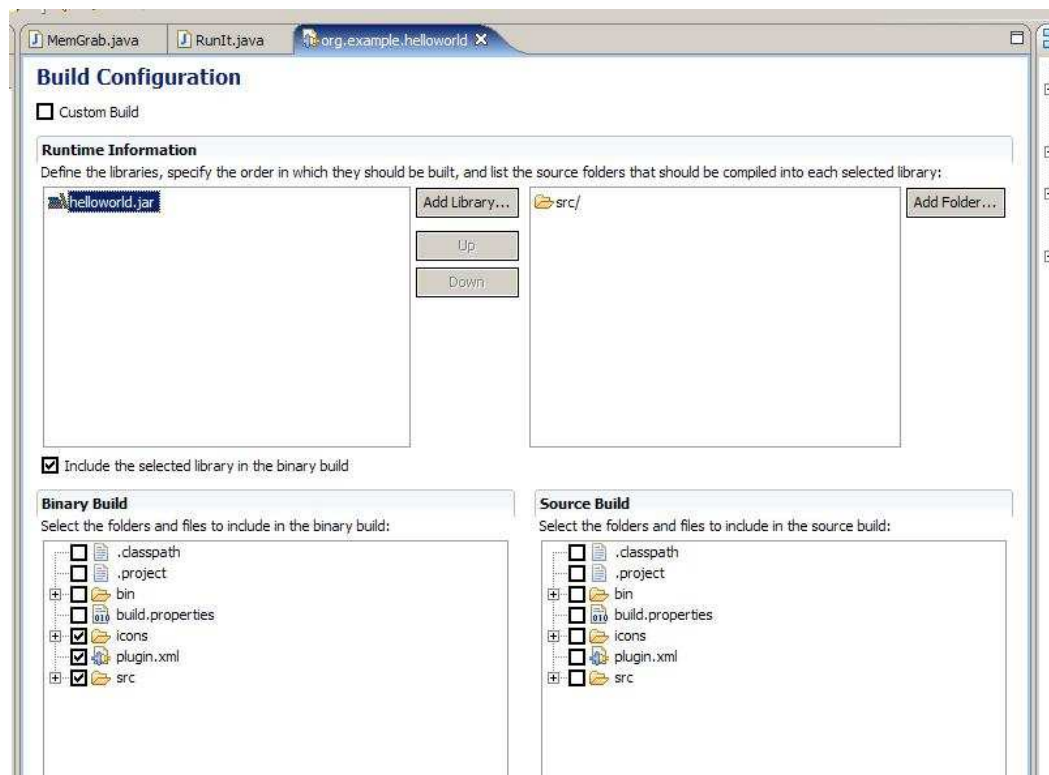 MemGrab.java RunIt.java org.example.helloworld
Build Configuration
Custom Build
Runtime Information
Define the libraries, specify the order in which they should be built, and list the source folders that should be compiled into each selected library:
helloworld.jar Add Library... src/ Add Folder...
Up
Down
Include the selected library in the binary build
Binary Build Source Build
Select the folders and files to include in the binary build: Select the folders and files to include in the source build:
.classpath .classpath
.project .project
bin bin
build.properties build.properties
icons icons
plugin.xml plugin.xml
src src